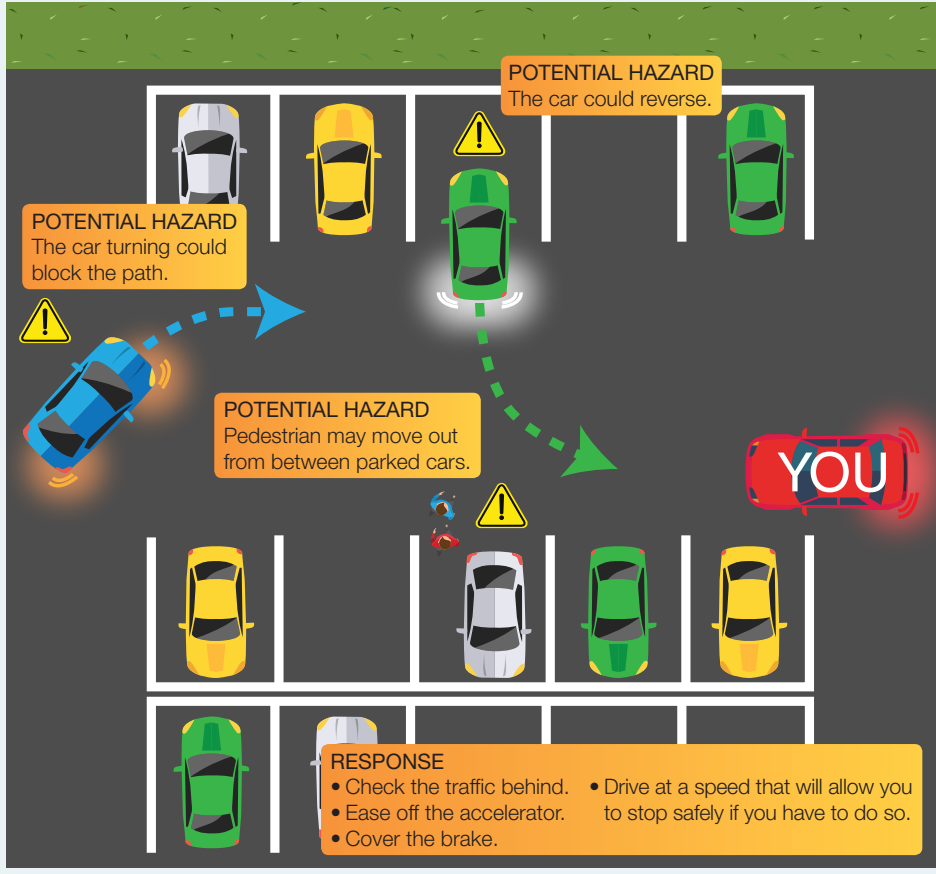 POTENTIAL HAZARD
The car could reverse.
POTENTIAL HAZARD
The car turning could
block the path.
POTENTIAL HAZARD
Pedestrian may move out
from between parked cars.
YOU
RESPONSE
• Check the traffic behind.
• Ease off the accelerator.
• Cover the brake.
• Drive at a speed that will allow you
to stop safely if you have to do so.